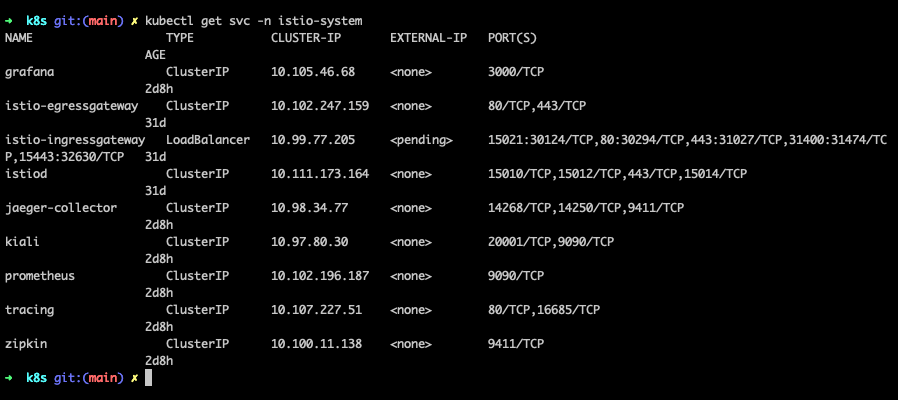 ➜  k8s git:(main) ✗ kubectl get svc -n istio-system
NAME                   TYPE           CLUSTER-IP       EXTERNAL-IP   PORT(S)
                    AGE
grafana                ClusterIP      10.105.46.68     <none>        3000/TCP
                    2d8h
istio-egressgateway    ClusterIP      10.102.247.159   <none>        80/TCP,443/TCP
                    31d
istio-ingressgateway   LoadBalancer   10.99.77.205     <pending>     15021:30124/TCP,80:30294/TCP,443:31027/TCP,31400:31474/TC
P,15443:32630/TCP   31d
istiod                 ClusterIP      10.111.173.164   <none>        15010/TCP,15012/TCP,443/TCP,15014/TCP
                    31d
jaeger-collector       ClusterIP      10.98.34.77      <none>        14268/TCP,14250/TCP,9411/TCP
                    2d8h
kiali                  ClusterIP      10.97.80.30      <none>        20001/TCP,9090/TCP
                    2d8h
prometheus             ClusterIP      10.102.196.187   <none>        9090/TCP
                    2d8h
tracing                ClusterIP      10.107.227.51    <none>        80/TCP,16685/TCP
                    2d8h
zipkin                 ClusterIP      10.100.11.138    <none>        9411/TCP
                    2d8h
➜  k8s git:(main) ✗